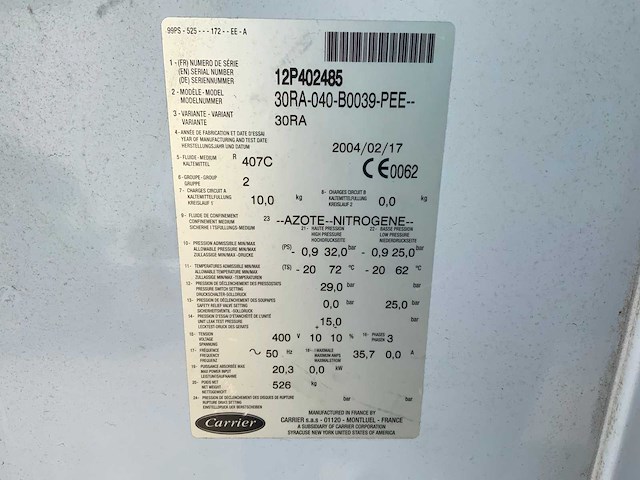 99PS - 525 - - - 172 - - EE - A
1 - (FR) NUMERO DE SÉRIE
(EN) SERIAL NUMBER
(DE) SERIENNUMMER
12P402485
2 - MODÈLE - MODEL
MODELNUMMER
30RA-040-B0039-PEE--
3 - VARIANTE - VARIANT
VARIANTE
30RA
4 - ANNÉE DE FABRICATION ET DATE D'ESSAI
YEAR OF MANUFACTURING AND TEST DATE
HERSTELLUNGSJAHR UND DATUM
2004/02/17
5 - FLUIDE - MEDIUM
KALTEMITTEL
R 407C
CE0062
6 - GROUPE - GROUP
GRUPPE
2
7 - CHARGES CIRCUIT A
KALTEMITTELFULLUNG
KREISLAUF 1
10,0 kg
8 - CHARGES CIRCUIT B
KALTEMITTELFULLUNG
KREISLAUF 2
0,0 kg
9 - FLUIDE DE CONFINEMENT
CONFINEMENT MEDIUM
23 --AZOTE--NITROGENE--
21 - HAUTE PRESSION
HIGH PRESSURE
HOCHDRUCKSEITE
22 - BASSE PRESSION
LOW PRESSURE
NIEDERDRUCKSEITE
10 - PRESSION ADMISSIBLE MIN/MAX
ALLOWABLE PRESSURE MIN/MAX
ZULASSIGE MIN/MAX-DRUCKE
(PS) - 0,9 32,0 bar - 0,9 25,0 bar
11 - TEMPÉRATURES ADMISSIBLE MIN/MAX
ALLOWABLE TEMPERATURE MIN/MAX
ZULASSIGE MIN/MAX-TEMPERATUREN
(TS) - 20 72 °C - 20 62 °C
12 - PRESSION DE DÉCLENCHEMENT DES PRESSOSTATS
PRESSURE SWITCH SETTING
DRUCKSCHALTER-SOLLDRUCK
29,0 bar bar
13 - PRESSION DE DÉCLENCHEMENT DES SOUPAPES
SAFETY RELIEF VALVE SETTING
SICHERHEITSVENTIL - SOLLDRUCK
0,0 bar 25,0 bar
14 - PRESSION D'ESSAI D'ÉTANCHÉITÉ DE L'UNITÉ
UNIT LEAK TEST PRESSURE
LECKTEST-DRUCK DES GERATS
15,0 bar
+ -
TENSION
VOLTAGE
SPANNUNG
400 V 10 10 %
PHASES
PHASEN
3
17 - FRÉQUENCE
FREQUENCY
FREQUENZ
~ 50 Hz
I MAXIMALE
MAXIMUM AMPS
MAXIMALSTROM
35,7 0,0 A
PUISSANCE ABSORBÉE MAX
MAX POWER INPUT
LEISTUNGSAUFNAHME
20,3 0,0 kW
20 - POIDS NET
NET WEIGHT
NETTOGEWICHT
526 kg
24 - PRESSION DE DÉCLENCHEMENT DES DISQUES DE RUPTURE
RUPTURE DISK SETTING
bar bar
Carrier
MANUFACTURED IN FRANCE BY
CARRIER s.a.s - 01120 - MONTLUEL - FRANCE
A SUBSIDIARY OF CARRIER CORPORATION
SYRACUSE NEW YORK UNITED STATES OF AMERICA